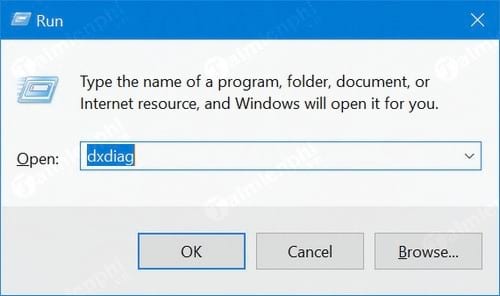 Run
Type the name of a program, folder, document, or
Internet resource, and Windows will open it for you.
Open: dxdiag
OK Cancel Browse...